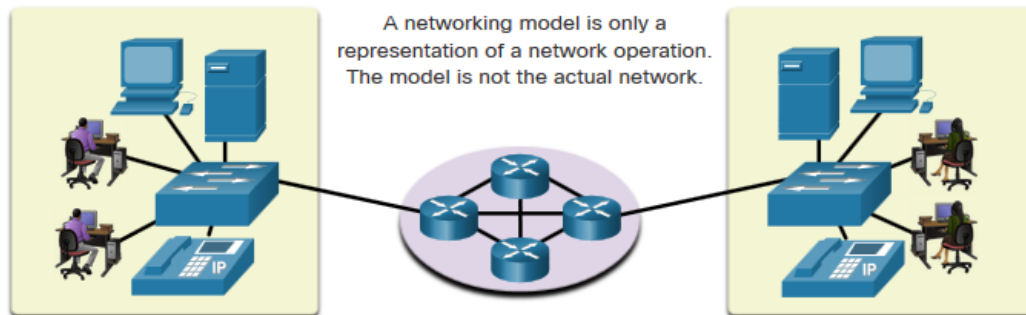 A networking model is only a
representation of a network operation.
The model is not the actual network.
IP
IP